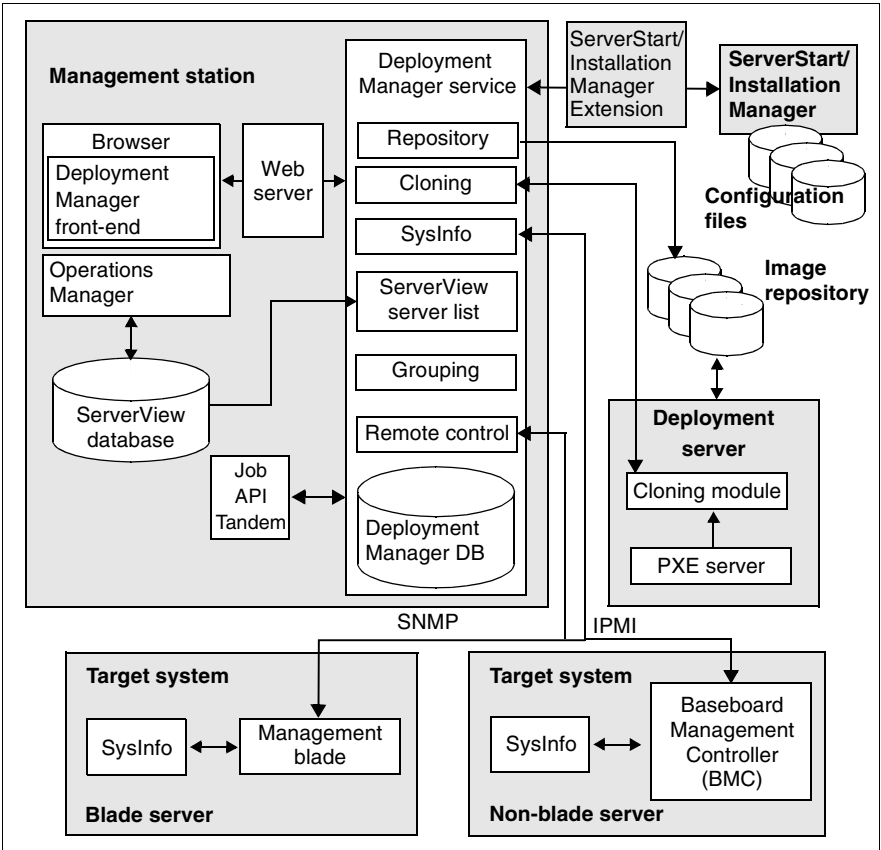 Management station
Deployment
Manager service
ServerStart/
Installation
Manager
Extension
ServerStart/
Installation
Manager
Configuration
files
Browser
Deployment
Manager
front-end
Web
server
Repository
Cloning
SysInfo
ServerView
server list
Grouping
Remote control
Deployment
Manager DB
Operations
Manager
ServerView
database
Job
API
Tandem
Image
repository
Deployment
server
Cloning module
PXE server
SNMP
IPMI
Target system
SysInfo
Management
blade
Blade server
Target system
SysInfo
Baseboard
Management
Controller
(BMC)
Non-blade server